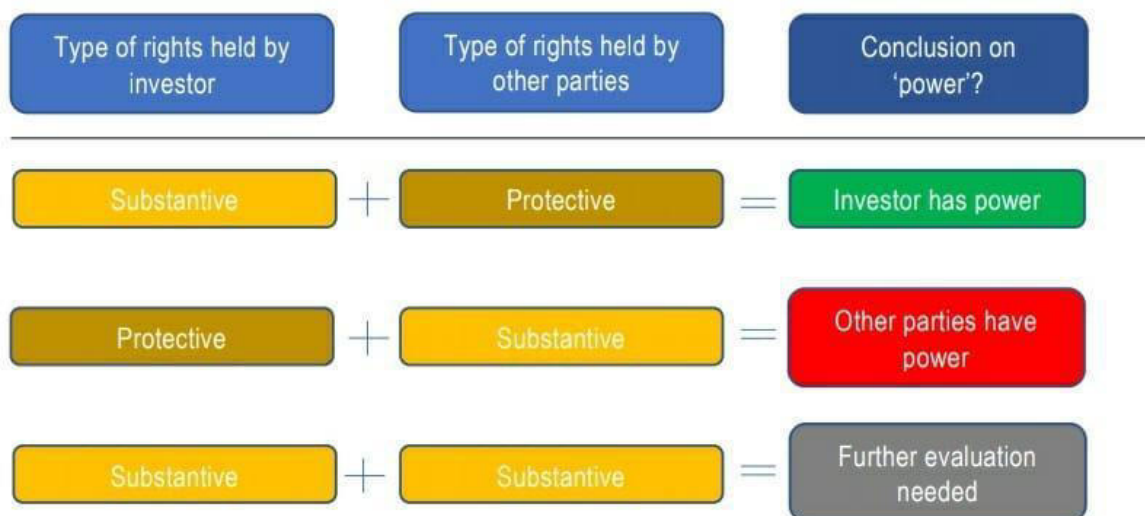 Type of rights held by
investor
Type of rights held by
other parties
Conclusion on
‘power’?
Substantive
+
Protective
=
Investor has power
Protective
+
Substantive
=
Other parties have
power
Substantive
+
Substantive
=
Further evaluation
needed